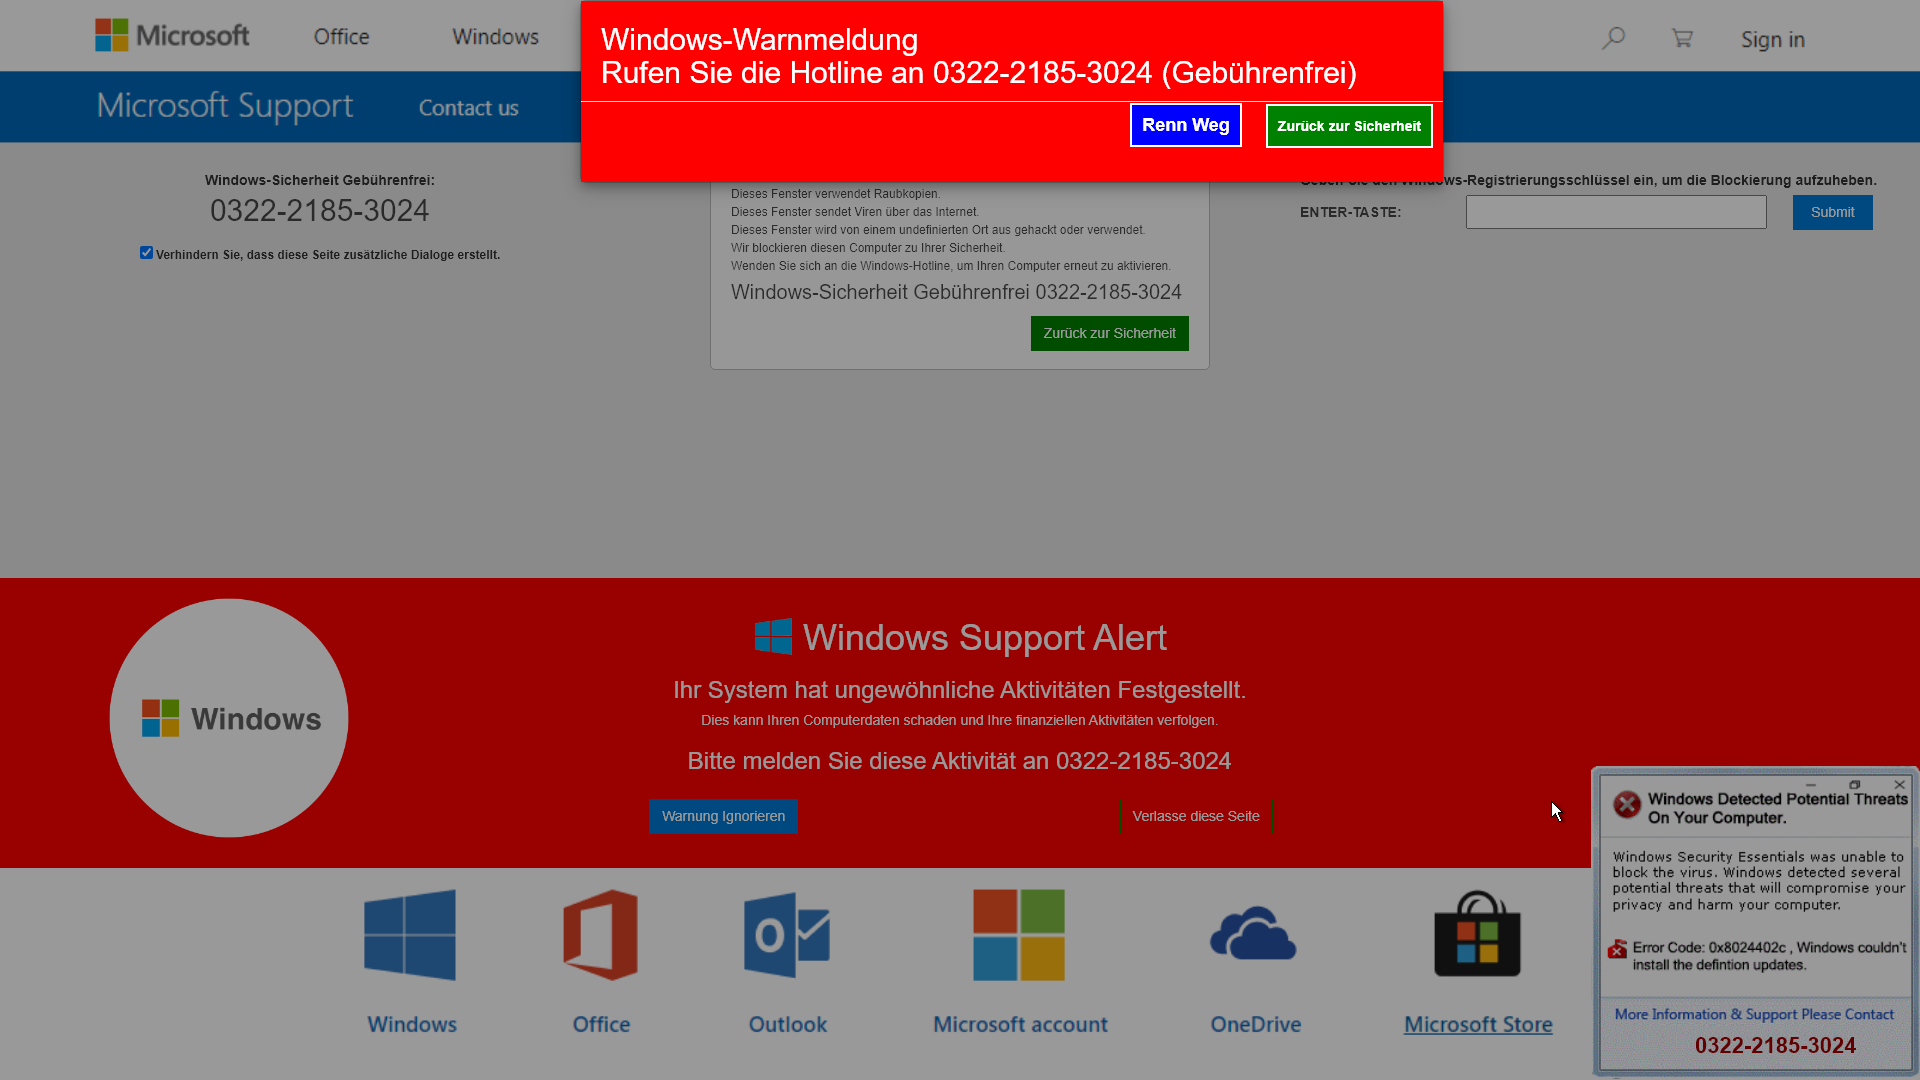 Microsoft
Office
Windows
Windows-Warnmeldung
Rufen Sie die Hotline an 0322-2185-3024 (Gebührenfrei)
Renn Weg
Zurück zur Sicherheit
Sign in
Microsoft Support
Contact us
Windows-Sicherheit Gebührenfrei:
0322-2185-3024
Verhindern Sie, dass diese Seite zusätzliche Dialoge erstellt.
Dieses Fenster verwendet Raubkopien.
Dieses Fenster sendet Viren über das Internet.
Dieses Fenster wird von einem undefinierten Ort aus gehackt oder verwendet.
Wir blockieren diesen Computer zu Ihrer Sicherheit.
Wenden Sie sich an die Windows-Hotline, um Ihren Computer erneut zu aktivieren.
Windows-Sicherheit Gebührenfrei 0322-2185-3024
Zurück zur Sicherheit
Geben Sie den Windows-Registrierungsschlüssel ein, um die Blockierung aufzuheben.
ENTER-TASTE:
Submit
Windows
Windows Support Alert
Ihr System hat ungewöhnliche Aktivitäten Festgestellt.
Dies kann Ihren Computerdaten schaden und Ihre finanziellen Aktivitäten verfolgen.
Bitte melden Sie diese Aktivität an 0322-2185-3024
Warnung Ignorieren
Verlasse diese Seite
Windows Detected Potential Threats
On Your Computer.
Windows Security Essentials was unable to
block the virus. Windows detected several
potential threats that will compromise your
privacy and harm your computer.
Error Code: 0x8024402c , Windows couldn't
install the defintion updates.
More Information & Support Please Contact
0322-2185-3024
Windows
Office
Outlook
Microsoft account
OneDrive
Microsoft Store